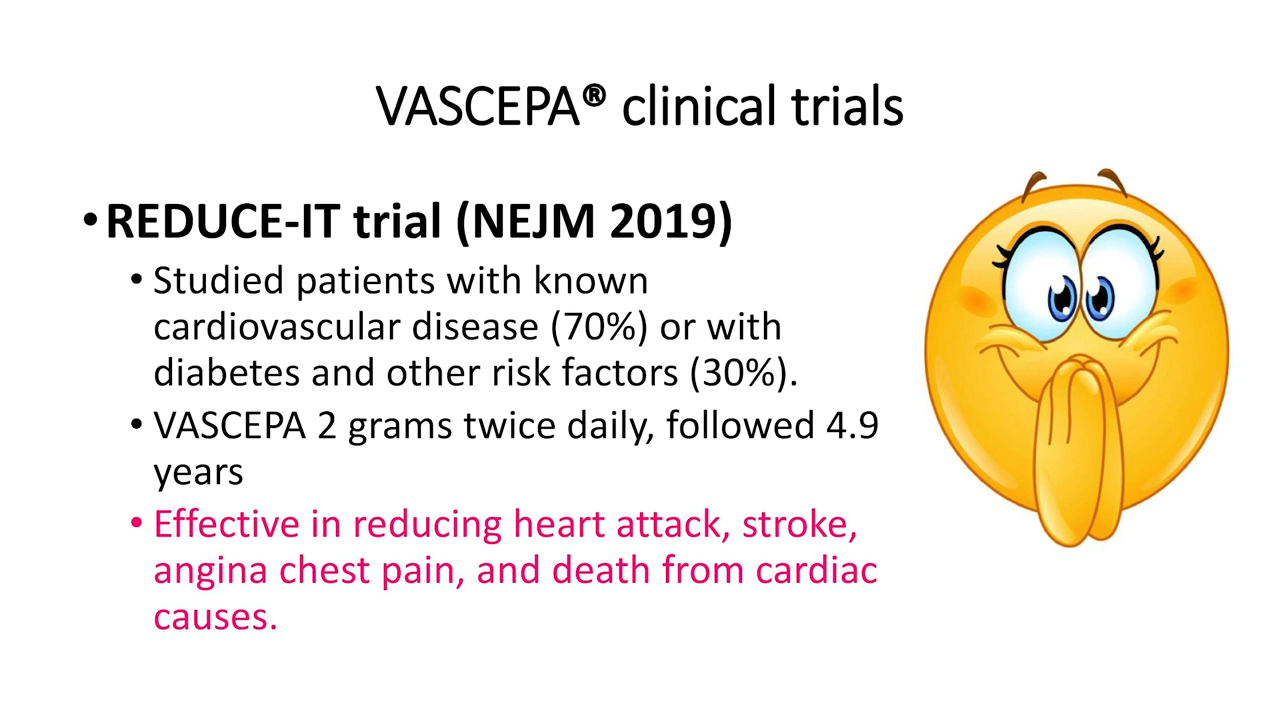 VASCEPA® clinical trials
•REDUCE-IT trial (NEJM 2019)
• Studied patients with known
cardiovascular disease (70%) or with
diabetes and other risk factors (30%).
• VASCEPA 2 grams twice daily, followed 4.9
years
• Effective in reducing heart attack, stroke,
angina chest pain, and death from cardiac
causes.